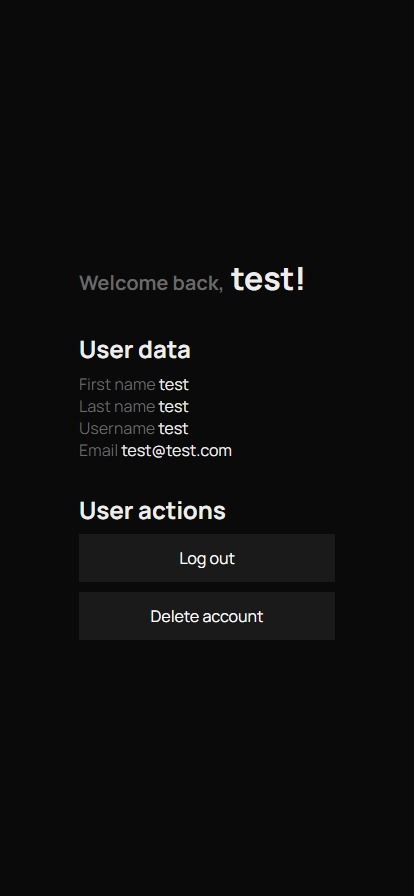 Welcome back, test!
User data
First name test
Last name test
Username test
Email test@test.com
User actions
Log out
Delete account